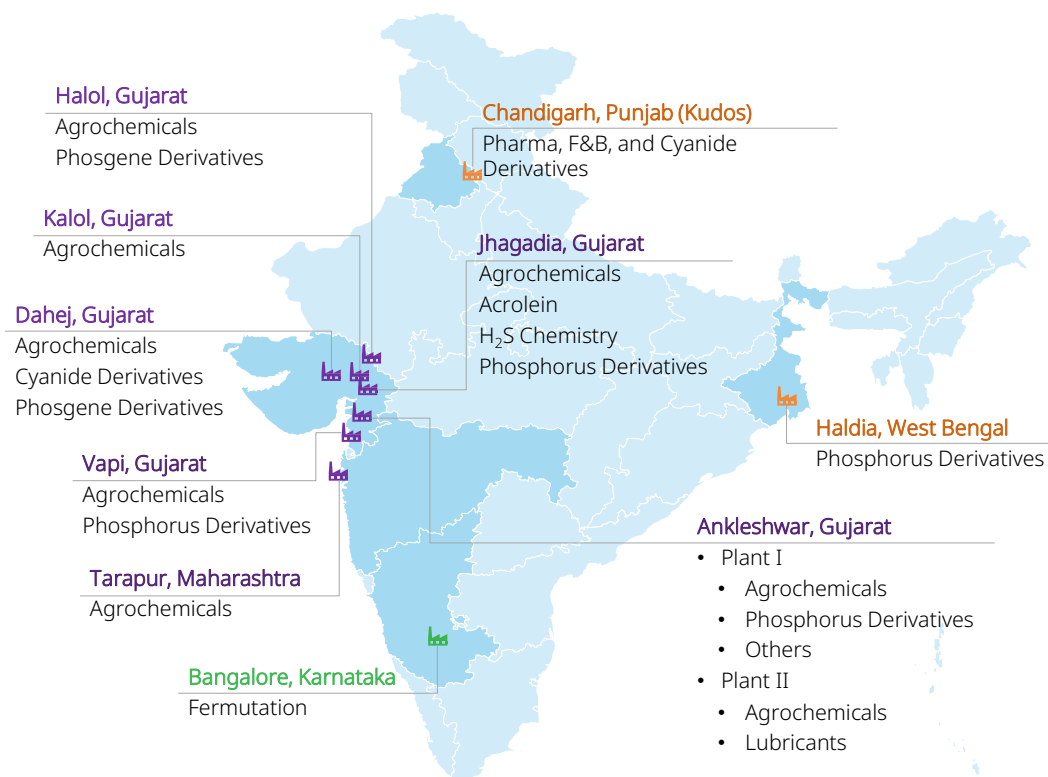 Halol, Gujarat
Agrochemicals
Phosgene Derivatives
Chandigarh, Punjab (Kudos)
Pharma, F&B, and Cyanide
Derivatives
Kalol, Gujarat
Agrochemicals
Jhagadia, Gujarat
Agrochemicals
Acrolein
H₂S Chemistry
Phosphorus Derivatives
Dahej, Gujarat
Agrochemicals
Cyanide Derivatives
Phosgene Derivatives
Haldia, West Bengal
Phosphorus Derivatives
Vapi, Gujarat
Agrochemicals
Phosphorus Derivatives
Ankleshwar, Gujarat
• Plant I
• Agrochemicals
• Phosphorus Derivatives
• Others
• Plant II
• Agrochemicals
• Lubricants
Tarapur, Maharashtra
Agrochemicals
Bangalore, Karnataka
Fermutation